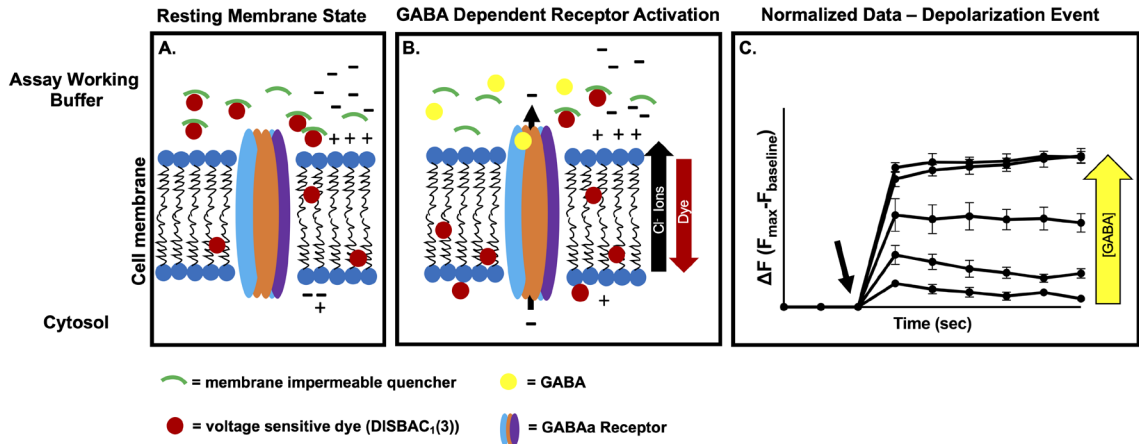 Resting Membrane State
GABA Dependent Receptor Activation
Normalized Data – Depolarization Event
A.
B.
C.
Assay Working
Buffer
Cell membrane
Cytosol
+ + +
+ + +
+
+
Cl- Ions
Dye
ΔF (Fmax-Fbaseline)
Time (sec)
[GABA]
= membrane impermeable quencher
= GABA
= voltage sensitive dye (DISBAC1(3))
= GABAa Receptor